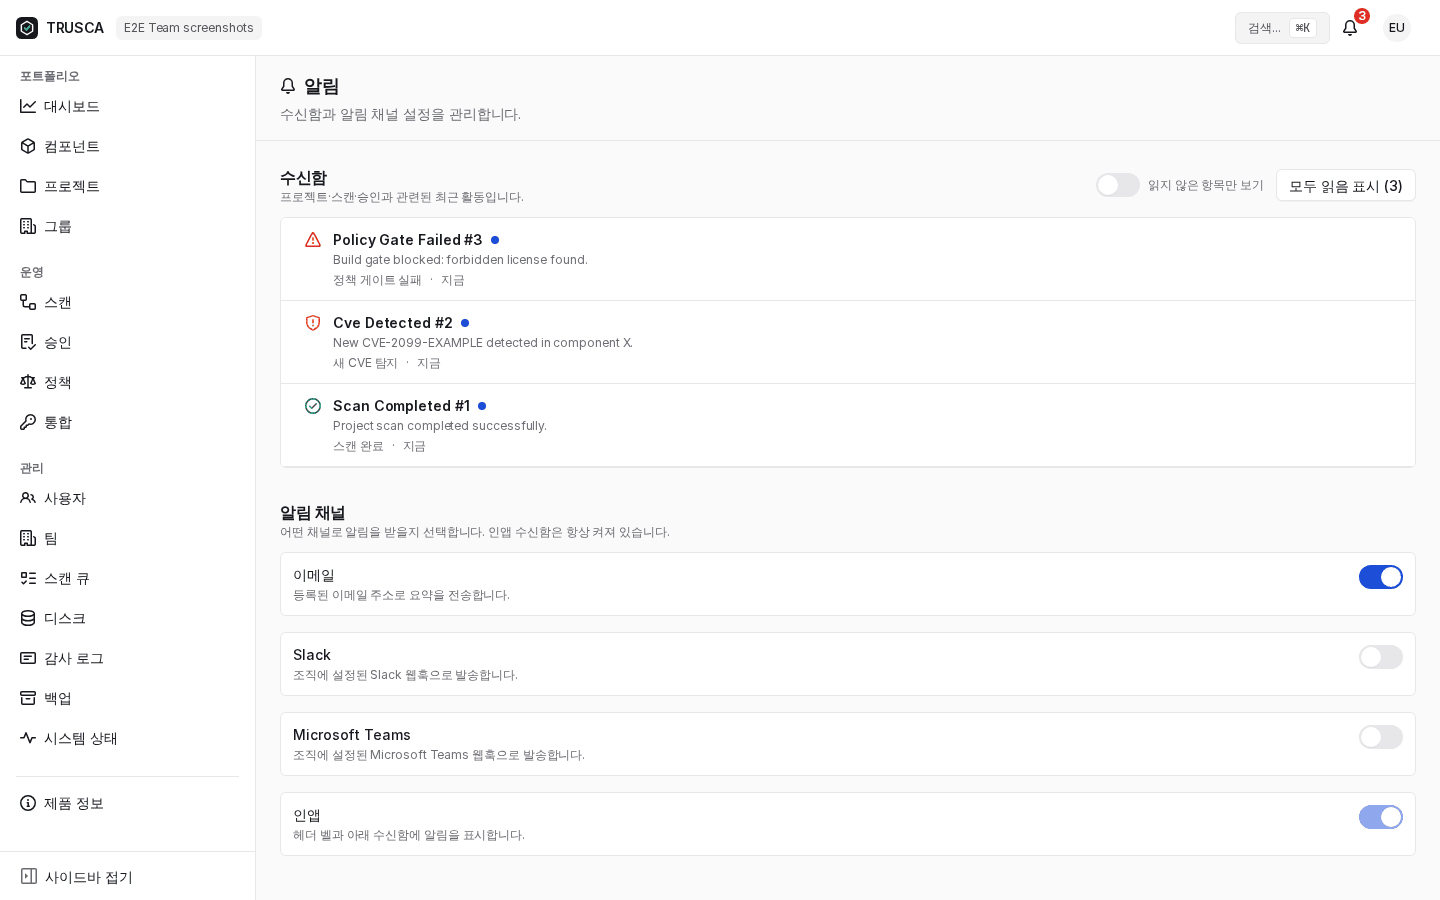 TRUSCA
E2E Team screenshots
검색...
⌘K
3
EU
포트폴리오
대시보드
컴포넌트
프로젝트
그룹
운영
스캔
승인
정책
통합
관리
사용자
팀
스캔 큐
디스크
감사 로그
백업
시스템 상태
제품 정보
사이드바 접기
알림
수신함과 알림 채널 설정을 관리합니다.
수신함
프로젝트·스캔·승인과 관련된 최근 활동입니다.
읽지 않은 항목만 보기
모두 읽음 표시 (3)
Policy Gate Failed #3
Build gate blocked: forbidden license found.
정책 게이트 실패 · 지금
Cve Detected #2
New CVE-2099-EXAMPLE detected in component X.
새 CVE 탐지 · 지금
Scan Completed #1
Project scan completed successfully.
스캔 완료 · 지금
알림 채널
어떤 채널로 알림을 받을지 선택합니다. 인앱 수신함은 항상 켜져 있습니다.
이메일
등록된 이메일 주소로 요약을 전송합니다.
Slack
조직에 설정된 Slack 웹훅으로 발송합니다.
Microsoft Teams
조직에 설정된 Microsoft Teams 웹훅으로 발송합니다.
인앱
헤더 벨과 아래 수신함에 알림을 표시합니다.